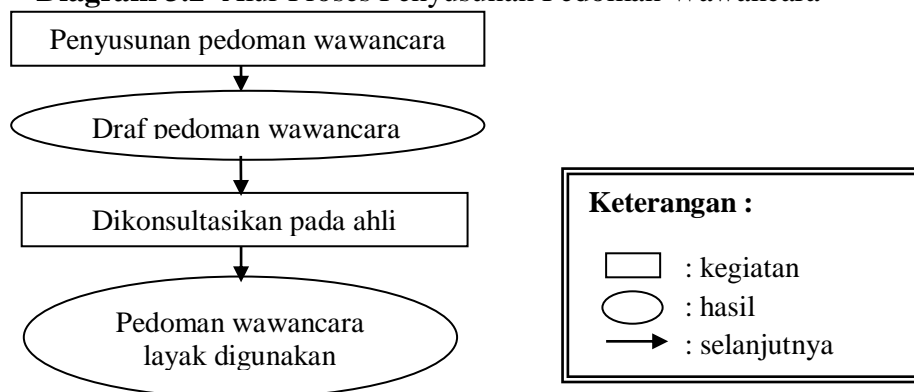 Diagram 3.2 Alur Proses Penyusunan Pedoman Wawancara
Penyusunan pedoman wawancara
Draf pedoman wawancara
Dikonsultasikan pada ahli
Pedoman wawancara
layak digunakan
Keterangan :
: kegiatan
: hasil
: selanjutnya